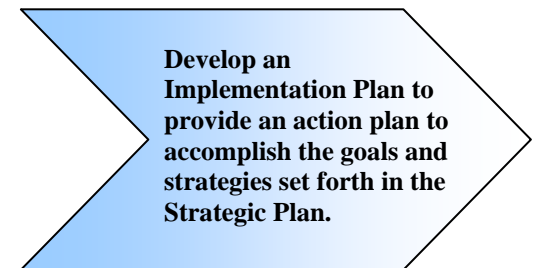 Develop an
Implementation Plan to
provide an action plan to
accomplish the goals and
strategies set forth in the
Strategic Plan.